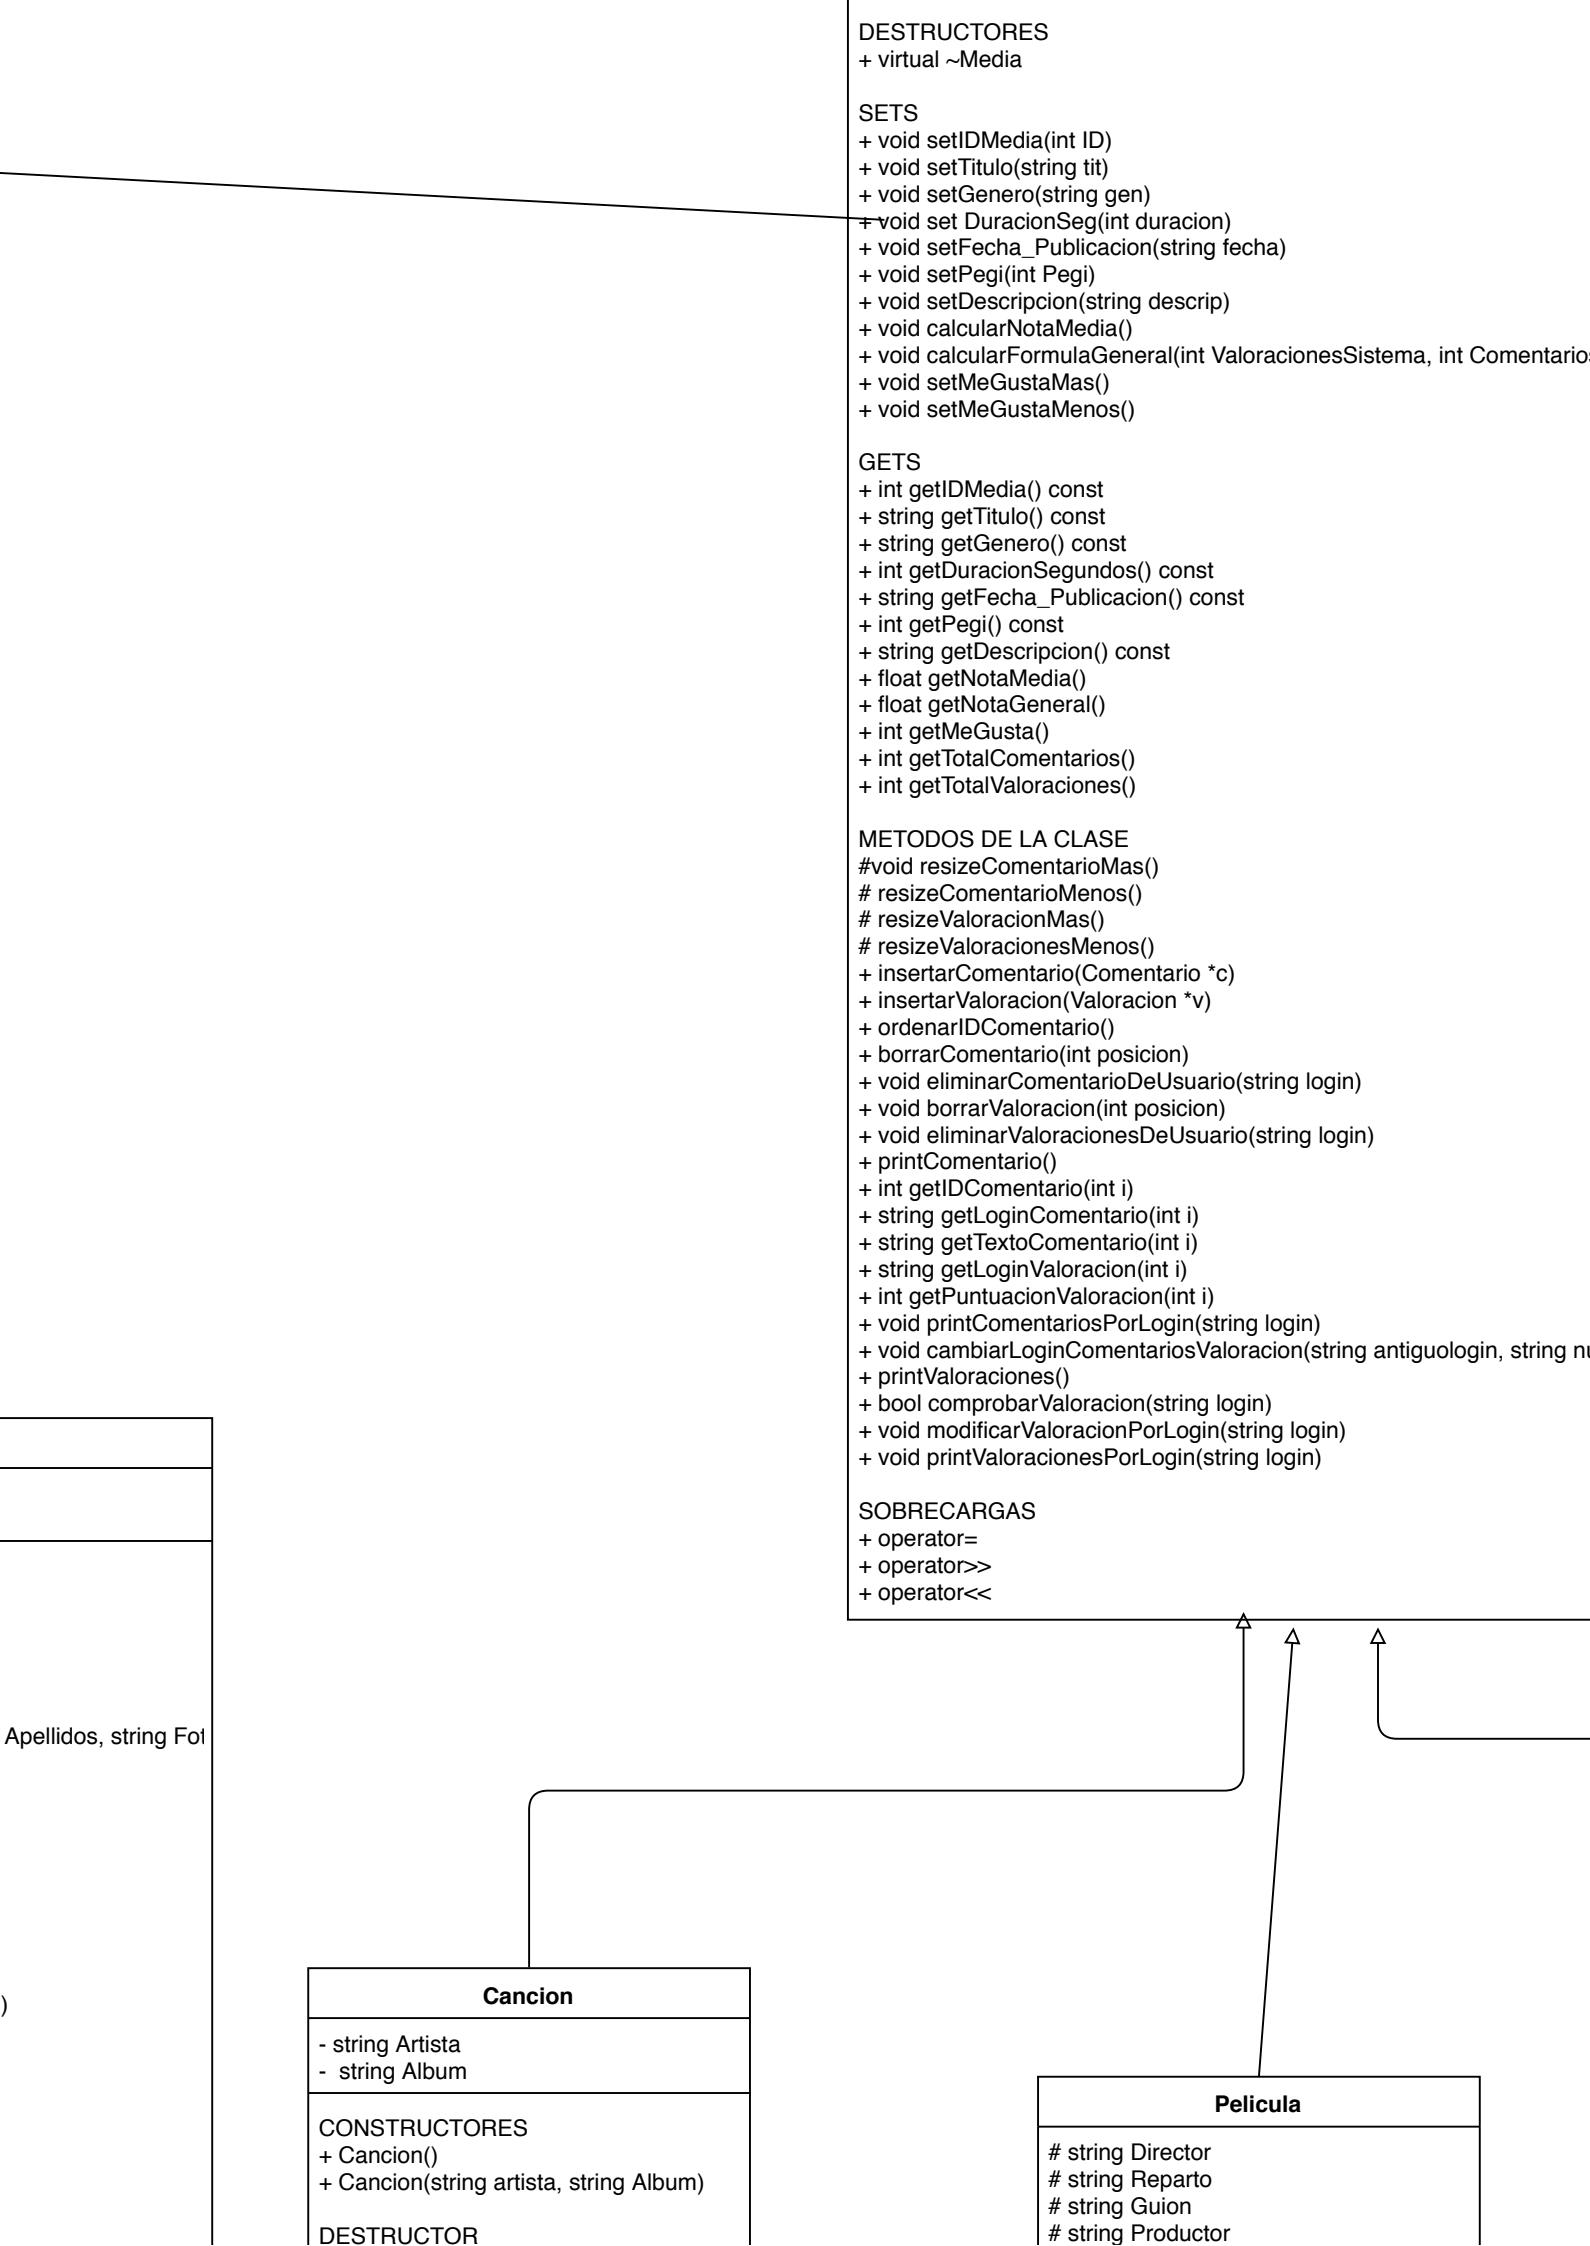 DESTRUCTORES
+ virtual ~Media
SETS
+ void setIDMedia(int ID)
+ void setTitulo(string tit)
+ void setGenero(string gen)
+ void set DuracionSeg(int duracion)
+ void setFecha_Publicacion(string fecha)
+ void setPegi(int Pegi)
+ void setDescripcion(string descrip)
+ void calcularNotaMedia()
+ void calcularFormulaGeneral(int ValoracionesSistema, int Comentarios
+ void setMeGustaMas()
+ void setMeGustaMenos()
GETS
+ int getIDMedia() const
+ string getTitulo() const
+ string getGenero() const
+ int getDuracionSegundos() const
+ string getFecha_Publicacion() const
+ int getPegi() const
+ string getDescripcion() const
+ float getNotaMedia()
+ float getNotaGeneral()
+ int getMeGusta()
+ int getTotalComentarios()
+ int getTotalValoraciones()
METODOS DE LA CLASE
#void resizeComentarioMas()
# resizeComentarioMenos()
# resizeValoracionMas()
# resizeValoracionesMenos()
+ insertarComentario(Comentario *c)
+ insertarValoracion(Valoracion *v)
+ ordenarIDComentario()
+ borrarComentario(int posicion)
+ void eliminarComentarioDeUsuario(string login)
+ void borrarValoracion(int posicion)
+ void eliminarValoracionesDeUsuario(string login)
+ printComentario()
+ int getIDComentario(int i)
+ string getLoginComentario(int i)
+ string getTextoComentario(int i)
+ string getLoginValoracion(int i)
+ int getPuntuacionValoracion(int i)
+ void printComentariosPorLogin(string login)
+ void cambiarLoginComentariosValoracion(string antiguologin, string nu
+ printValoraciones()
+ bool comprobarValoracion(string login)
+ void modificarValoracionPorLogin(string login)
+ void printValoracionesPorLogin(string login)
SOBRECARGAS
+ operator=
+ operator>>
+ operator<<
Apellidos, string Fot
)
Cancion
- string Artista
- string Album
CONSTRUCTORES
+ Cancion()
+ Cancion(string artista, string Album)
DESTRUCTOR
Pelicula
# string Director
# string Reparto
# string Guion
# string Productor